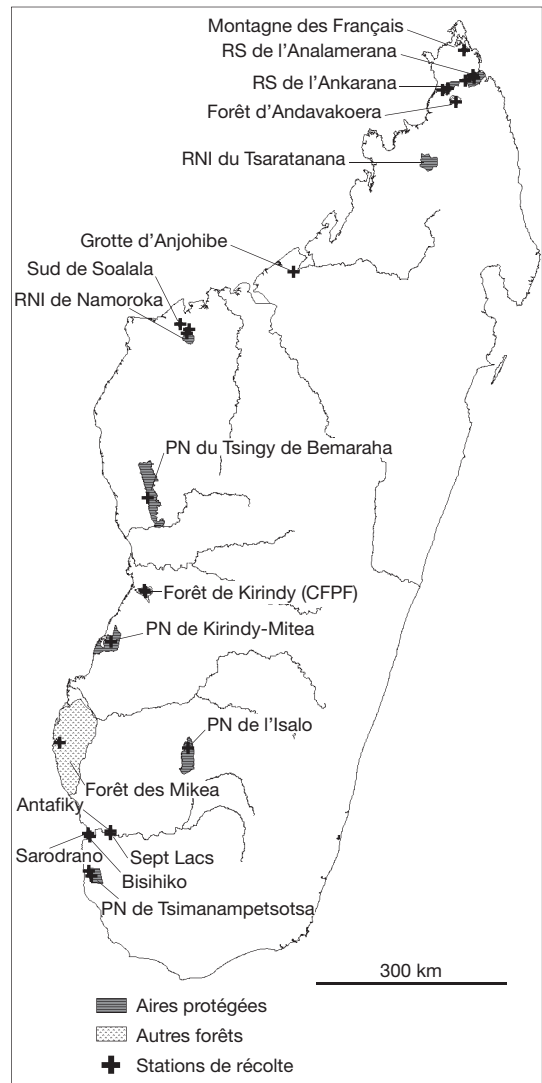 Montagne des Français
RS de l'Analamerana
RS de l'Ankarana
Forêt d'Andavakoera
RNI du Tsaratanana
Grotte d'Anjohibe
Sud de Soalala
RNI de Namoroka
PN du Tsingy de Bemaraha
Forêt de Kirindy (CFPF)
PN de Kirindy-Mitea
PN de l'Isalo
Forêt des Mikea
Antafiky
Sarodrano
Sept Lacs
Bisihiko
PN de Tsimanampetsotsa
300 km
Aires protégées
Autres forêts
Stations de récolte